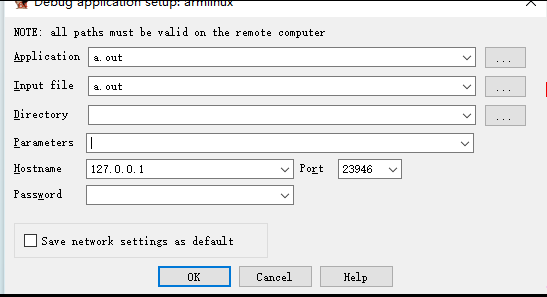 Debug application setup: armlinux
NOTE: all paths must be valid on the remote computer
Application a.out ...
Input file a.out ...
Directory ...
Parameters
Hostname 127.0.0.1 Port 23946
Password
Save network settings as default
OK Cancel Help